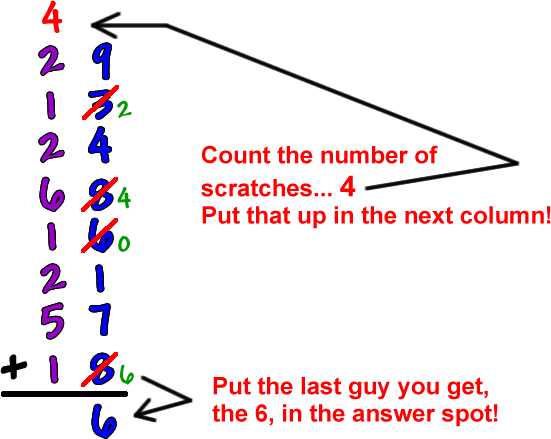 4
2 9
1 3 2
2 4
6 8 4
1 6 0
2 1
5 7
+ 1 8 6
6
Count the number of
scratches... 4
Put that up in the next column!
Put the last guy you get,
the 6, in the answer spot!